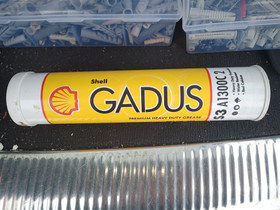 Shell
GADUS
PREMIUM HEAVY DUTY GREASE
S3 A1300C 2